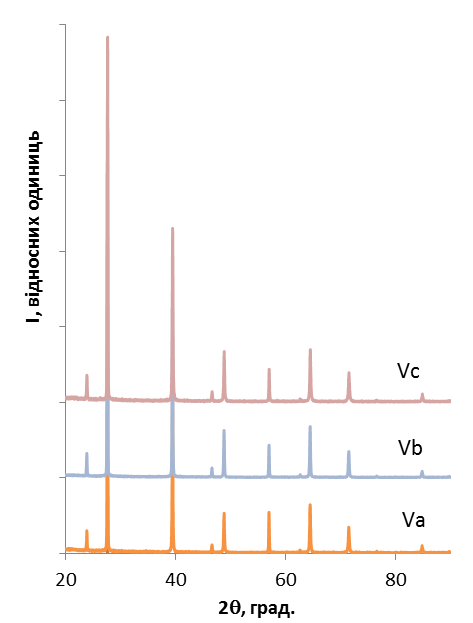 I, відносних одиниць
Vc
Vb
Va
20 40 60 80
2θ, град.